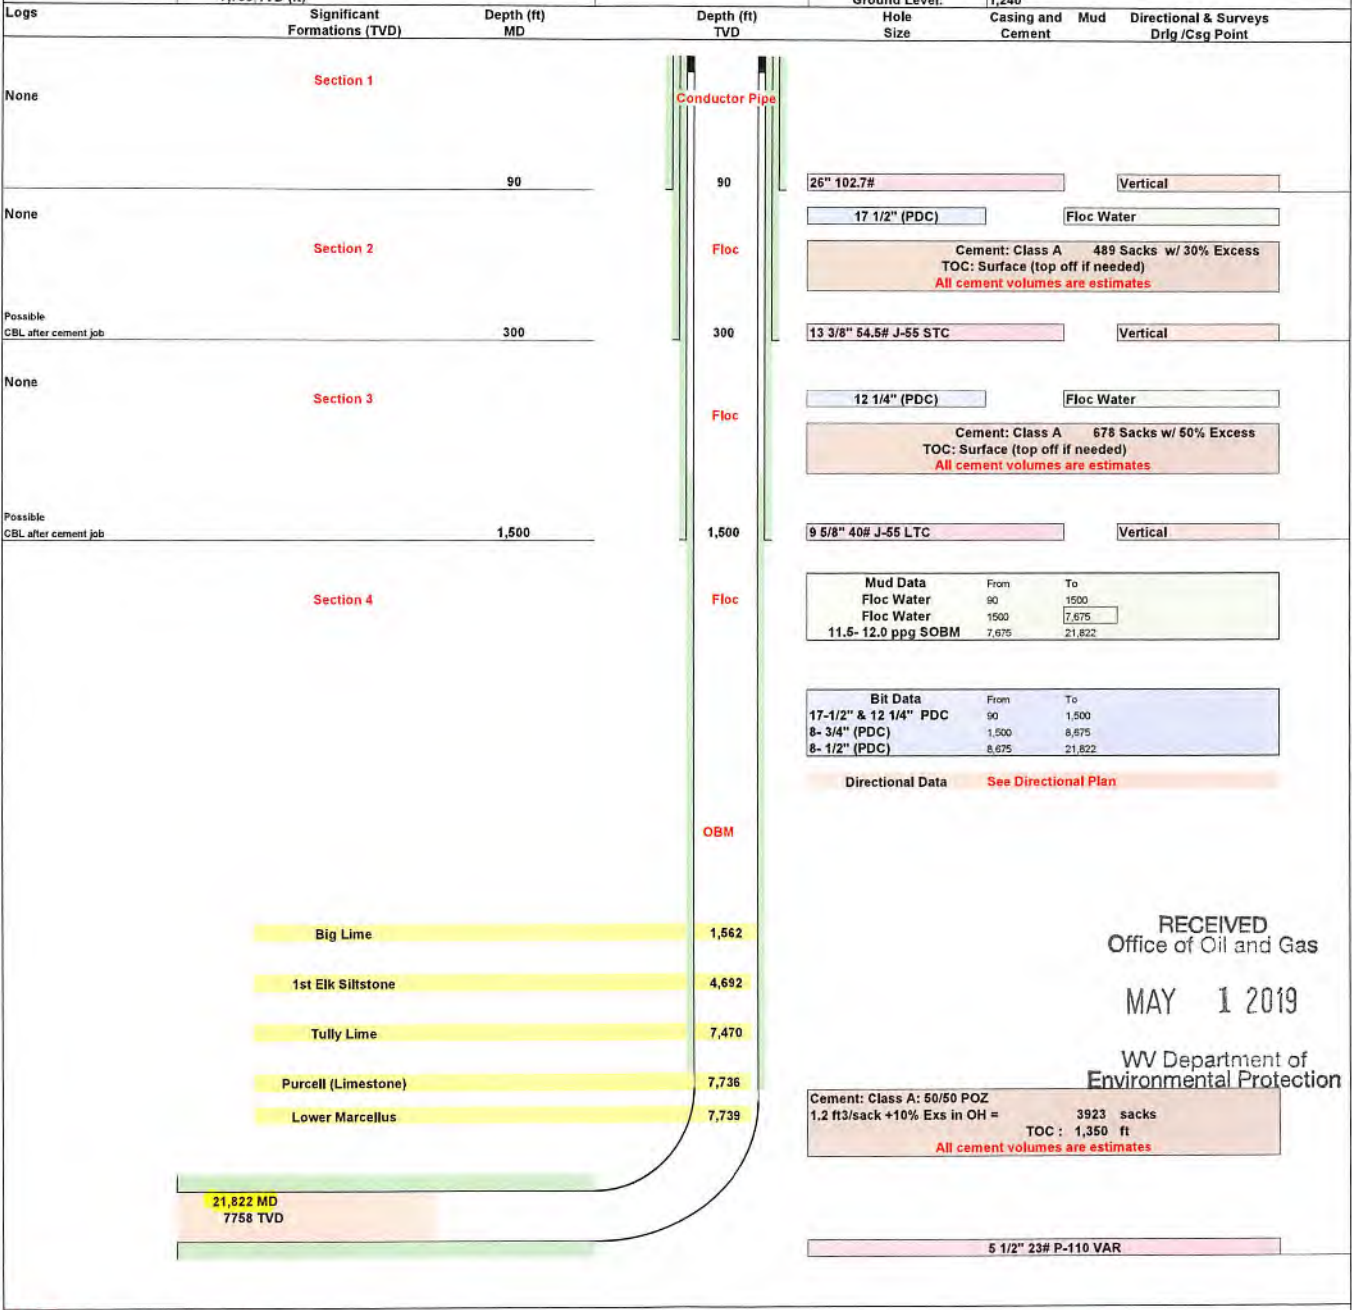 Ground Level: 1,240
Logs Significant Formations (TVD) Depth (ft) MD Depth (ft) TVD Hole Size Casing and Cement Mud Directional & Surveys Drlg /Csg Point
Section 1
None
Conductor Pipe
90 90 26" 102.7# Vertical
None 17 1/2" (PDC) Floc Water
Section 2 Floc
Cement: Class A 489 Sacks w/ 30% Excess
TOC: Surface (top off if needed)
All cement volumes are estimates
Possible
CBL after cement job 300 300 13 3/8" 54.5# J-55 STC Vertical
None
Section 3 Floc 12 1/4" (PDC) Floc Water
Cement: Class A 678 Sacks w/ 50% Excess
TOC: Surface (top off if needed)
All cement volumes are estimates
Possible
CBL after cement job 1,500 1,500 9 5/8" 40# J-55 LTC Vertical
Section 4 Floc
Mud Data From To
Floc Water 90 1500
Floc Water 1500 7,675
11.5- 12.0 ppg SOBM 7,675 21,822
Bit Data From To
17-1/2" & 12 1/4" PDC 90 1,500
8- 3/4" (PDC) 1,500 8,675
8- 1/2" (PDC) 8,675 21,822
Directional Data See Directional Plan
OBM
Big Lime 1,562
1st Elk Siltstone 4,692
Tully Lime 7,470
Purcell (Limestone) 7,736
Lower Marcellus 7,739
RECEIVED
Office of Oil and Gas
MAY 1 2019
WV Department of
Environmental Protection
Cement: Class A: 50/50 POZ
1.2 ft3/sack +10% Exs in OH = 3923 sacks
TOC : 1,350 ft
All cement volumes are estimates
21,822 MD
7758 TVD
5 1/2" 23# P-110 VAR